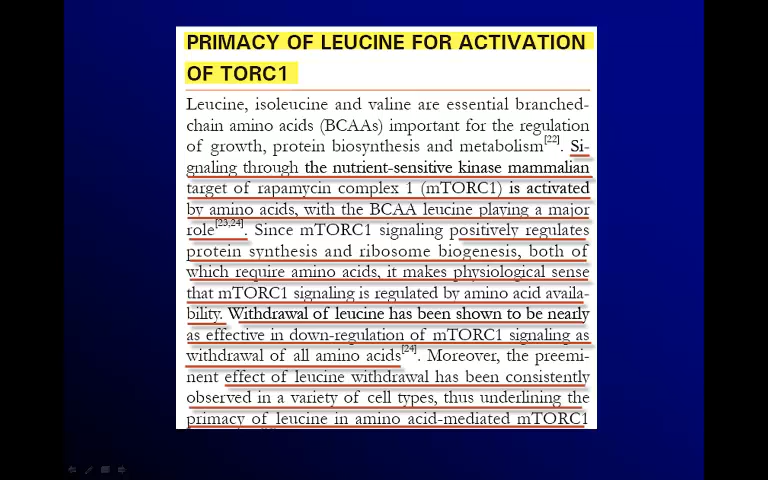 PRIMACY OF LEUCINE FOR ACTIVATION
OF TORC1
Leucine, isoleucine and valine are essential branched-
chain amino acids (BCAAs) important for the regulation
of growth, protein biosynthesis and metabolism[22]. Si-
gnaling through the nutrient-sensitive kinase mammalian
target of rapamycin complex 1 (mTORC1) is activated
by amino acids, with the BCAA leucine playing a major
role[23,24]. Since mTORC1 signaling positively regulates
protein synthesis and ribosome biogenesis, both of
which require amino acids, it makes physiological sense
that mTORC1 signaling is regulated by amino acid availa-
bility. Withdrawal of leucine has been shown to be nearly
as effective in down-regulation of mTORC1 signaling as
withdrawal of all amino acids[24]. Moreover, the preemi-
nent effect of leucine withdrawal has been consistently
observed in a variety of cell types, thus underlining the
primacy of leucine in amino acid-mediated mTORC1